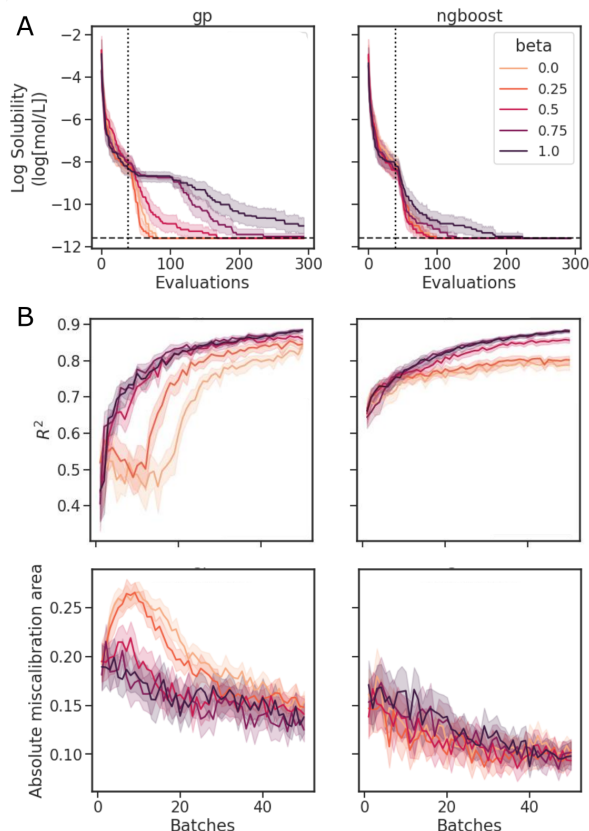 A
gp
ngboost
Log Solubility
(log[mol/L])
−2
−4
−6
−8
−10
−12
0
100
200
300
Evaluations
0
100
200
300
Evaluations
beta
0.0
0.25
0.5
0.75
1.0
B
R²
0.9
0.8
0.7
0.6
0.5
0.4
Absolute miscalibration area
0.25
0.20
0.15
0.10
0
20
40
Batches
0
20
40
Batches